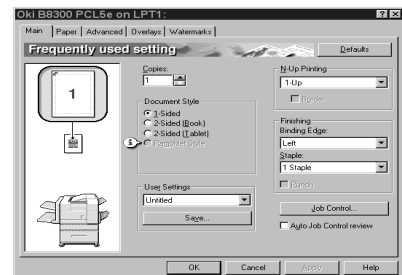 Oki B8300 PCL5e on LPT1:
Main Paper Advanced Overlays Watermarks
Frequently used setting
Defaults
1
Copies:
1
Document Style
1-Sided
2-Sided (Book)
2-Sided (Tablet)
Pamphlet Style
User Settings
Untitled
Save...
N-Up Printing
1-Up
Border
Finishing
Binding Edge:
Left
Staple:
1 Staple
Punch
Job Control...
Auto Job Control review
OK Cancel Apply Help